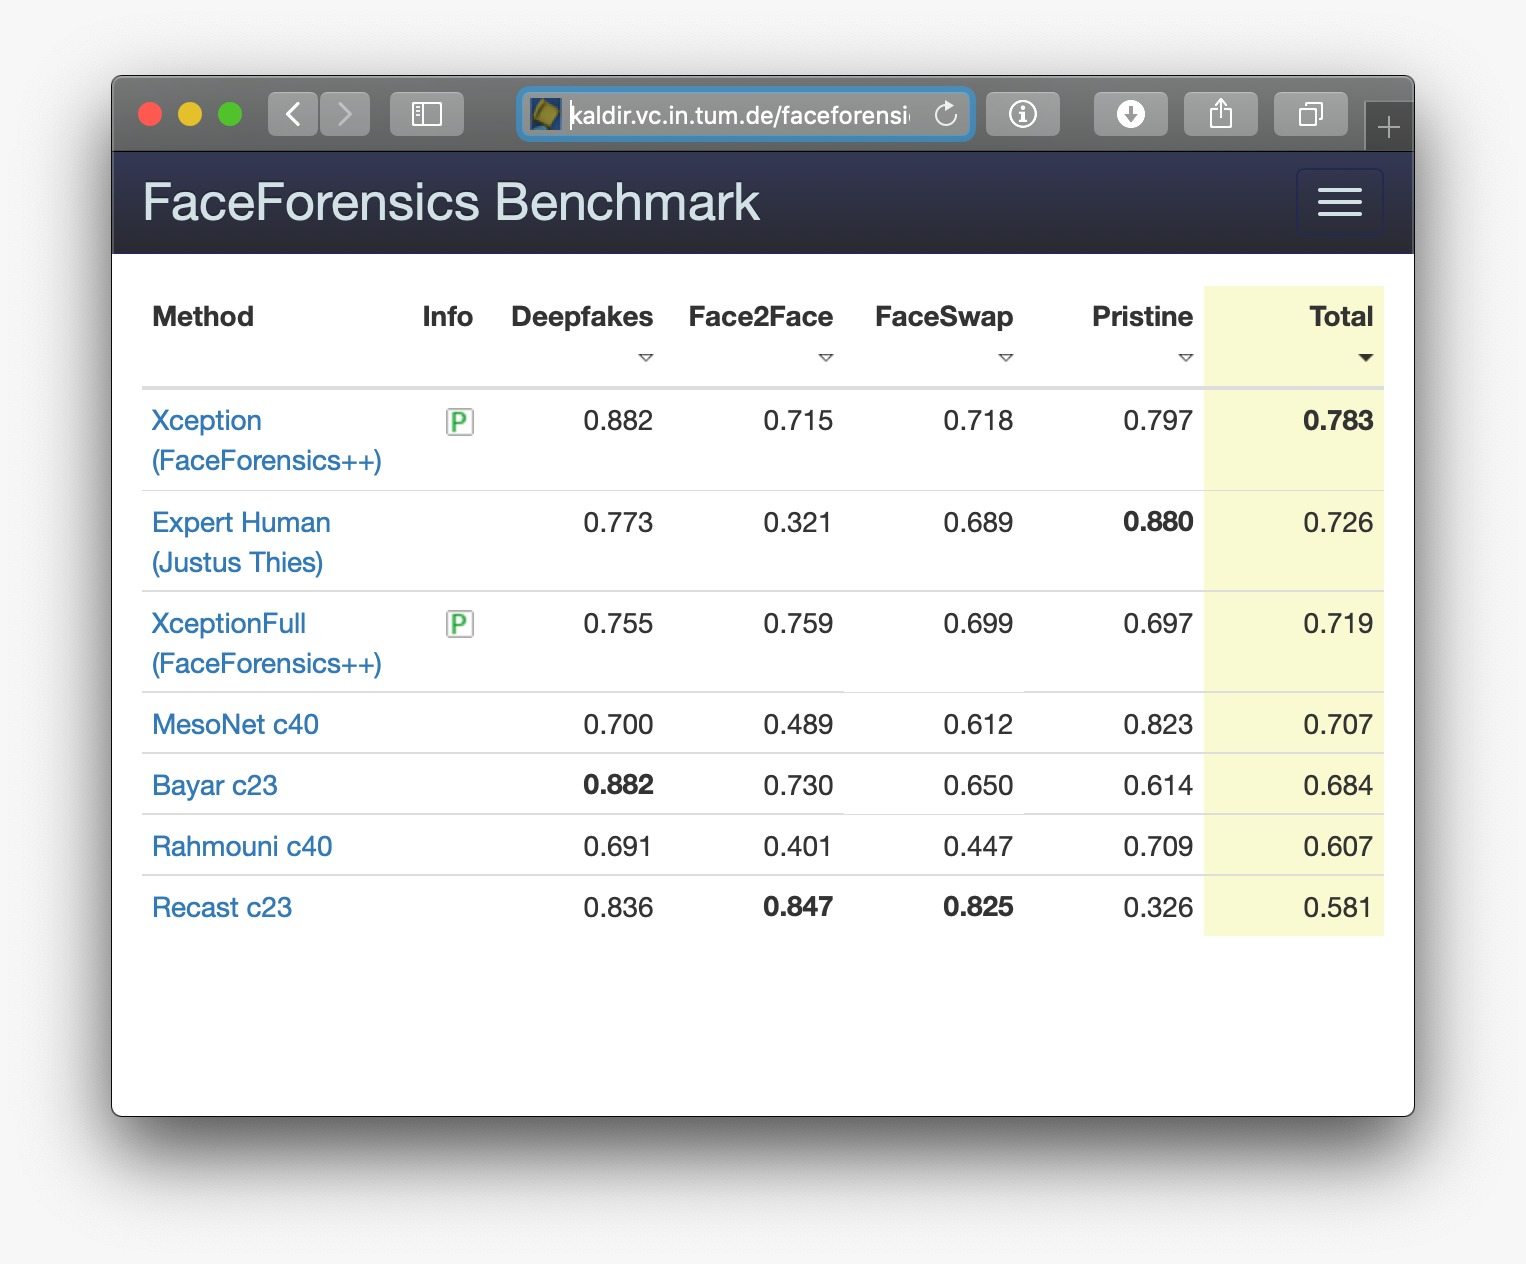 kaldir.vc.in.tum.de/faceforensi
FaceForensics Benchmark
Method Info Deepfakes Face2Face FaceSwap Pristine Total
Xception P 0.882 0.715 0.718 0.797 0.783
(FaceForensics++)
Expert Human 0.773 0.321 0.689 0.880 0.726
(Justus Thies)
XceptionFull P 0.755 0.759 0.699 0.697 0.719
(FaceForensics++)
MesoNet c40 0.700 0.489 0.612 0.823 0.707
Bayar c23 0.882 0.730 0.650 0.614 0.684
Rahmouni c40 0.691 0.401 0.447 0.709 0.607
Recast c23 0.836 0.847 0.825 0.326 0.581